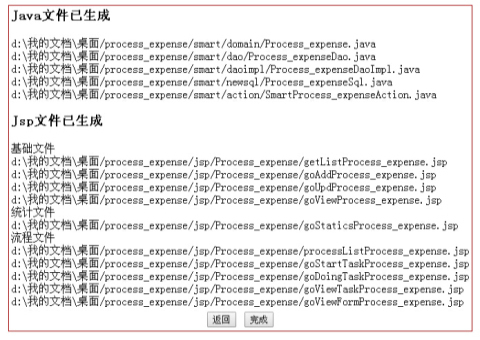 Java文件已生成
d:\我的文档\桌面/process_expense/smart/domain/Process_expense.java
d:\我的文档\桌面/process_expense/smart/dao/ProcessexpenseDao.java
d:\我的文档\桌面/process_expense/smart/daoimpl/Process_expenseDaoImpl.java
d:\我的文档\桌面/process_expense/smart/newsql/Process_expenseSql.java
d:\我的文档\桌面/process_expense/smart/action/SmartProcess_expenseAction.java
Jsp文件已生成
基础文件
d:\我的文档\桌面/process_expense/jsp/Process_expense/getListProcess_expense.jsp
d:\我的文档\桌面/process_expense/jsp/Process_expense/goAddProcess_expense.jsp
d:\我的文档\桌面/process_expense/jsp/Process_expense/goUpdProcess_expense.jsp
d:\我的文档\桌面/process_expense/jsp/Process_expense/goViewProcess_expense.jsp
统计文件
d:\我的文档\桌面/process_expense/jsp/Process_expense/goStaticsProcess_expense.jsp
流程文件
d:\我的文档\桌面/process_expense/jsp/Process_expense/processListProcess_expense.jsp
d:\我的文档\桌面/process_expense/jsp/Process_expense/goStartTaskProcess_expense.jsp
d:\我的文档\桌面/process_expense/jsp/Process_expense/goDoingTaskProcess_expense.jsp
d:\我的文档\桌面/process_expense/jsp/Process_expense/goViewTaskProcess_expense.jsp
d:\我的文档\桌面/process_expense/jsp/Process_expense/goViewFormProcess_expense.jsp
返回 完成